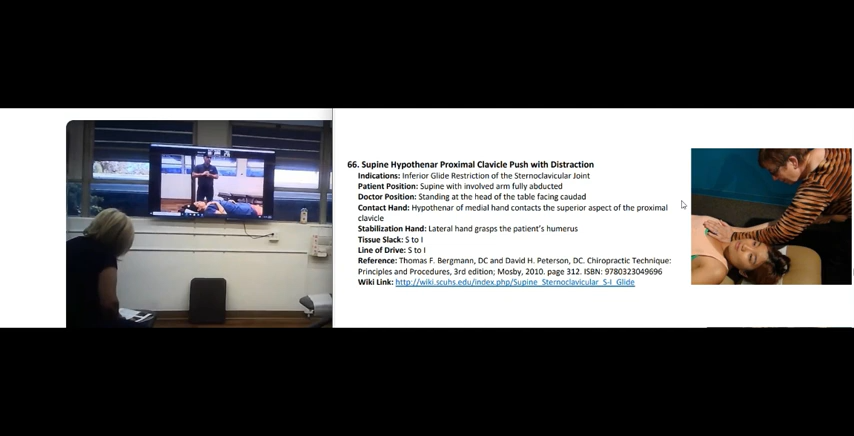 66. Supine Hypothenar Proximal Clavicle Push with Distraction
Indications: Inferior Glide Restriction of the Sternoclavicular Joint
Patient Position: Supine with involved arm fully abducted
Doctor Position: Standing at the head of the table facing caudad
Contact Hand: Hypothenar of medial hand contacts the superior aspect of the proximal
clavicle
Stabilization Hand: Lateral hand grasps the patient's humerus
Tissue Slack: S to I
Line of Drive: S to I
Reference: Thomas F. Bergmann, DC and David H. Peterson, DC. Chiropractic Technique:
Principles and Procedures, 3rd edition; Mosby, 2010. page 312. ISBN: 9780323049696
Wiki Link: http://wiki.scuhs.edu/index.php/Supine_Sternoclavicular_S-I_Glide